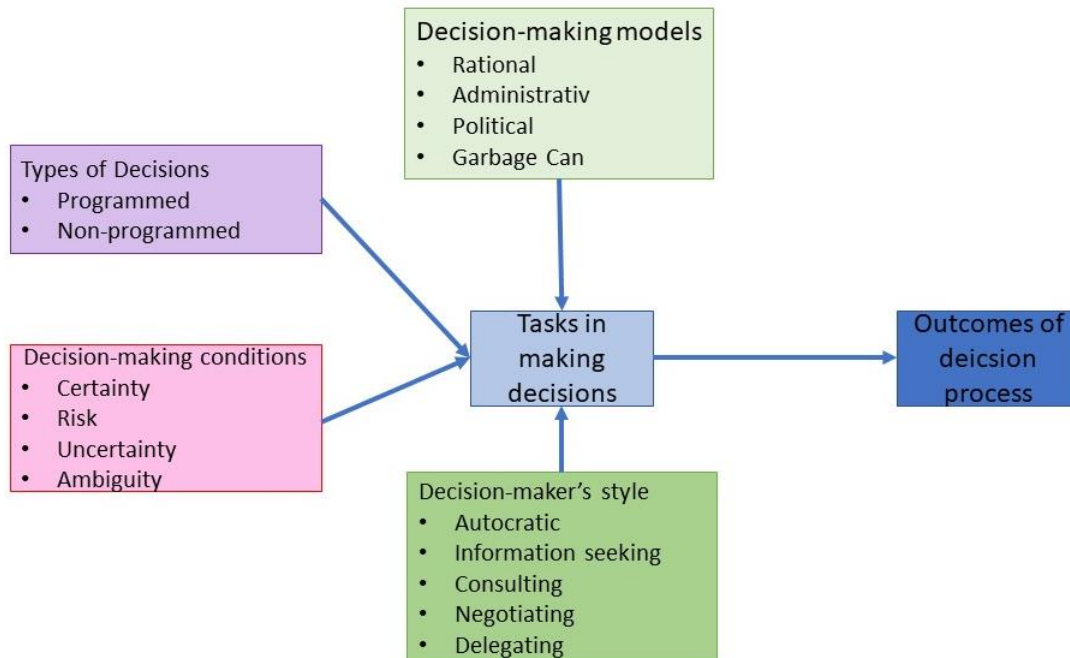 Decision-making models
• Rational
• Administrativ
• Political
• Garbage Can
Types of Decisions
• Programmed
• Non-programmed
Decision-making conditions
• Certainty
• Risk
• Uncertainty
• Ambiguity
Tasks in
making
decisions
Outcomes of
deicsion
process
Decision-maker’s style
• Autocratic
• Information seeking
• Consulting
• Negotiating
• Delegating